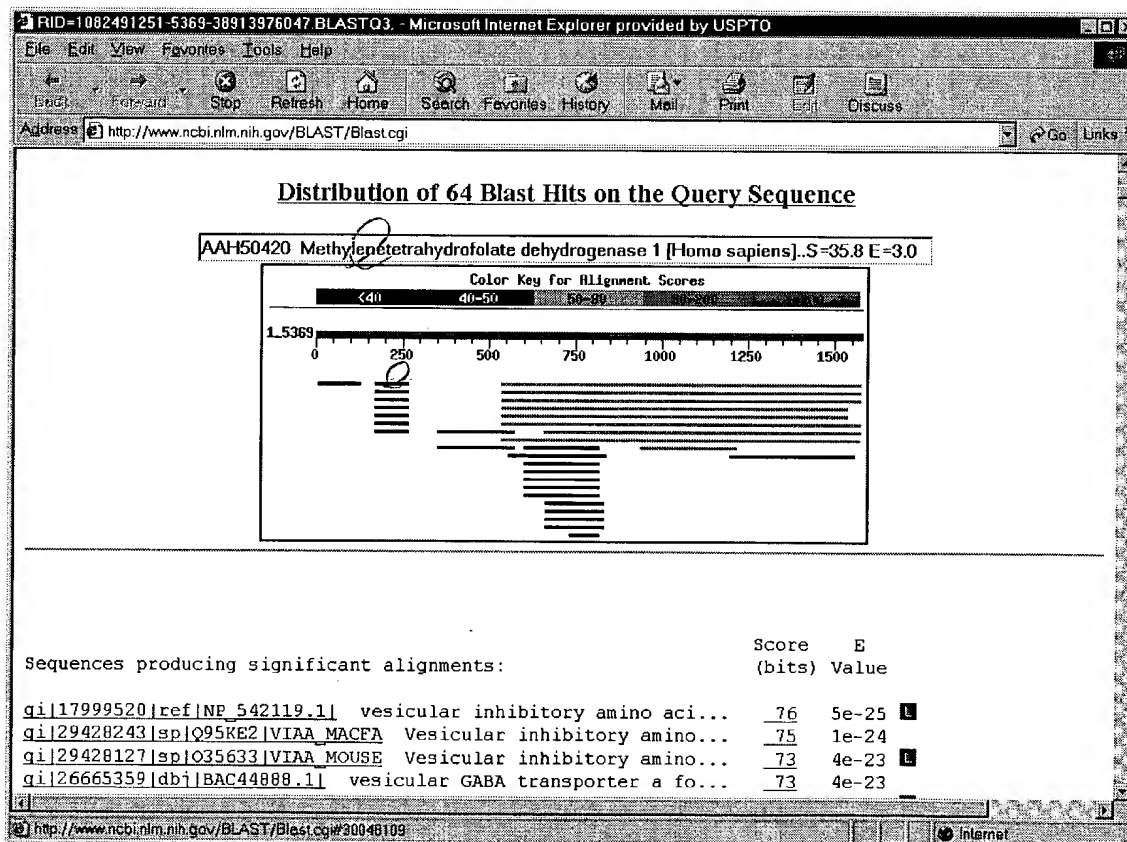 RID=1082491251-5369-38913976047.BLASTQ3. - Microsoft Internet Explorer provided by USPTO
File Edit View Favorites Tools Help
Back Forward Stop Refresh Home Search Favorites History Mail Print Edit Discuss
Address http://www.ncbi.nlm.nih.gov/BLAST/Blast.cgi Go Links
Distribution of 64 Blast Hits on the Query Sequence
AAH50420 Methylenetetrahydrofolate dehydrogenase 1 [Homo sapiens]..S=35.8 E=3.0
Color Key for Alignment Scores
<40 40-50 50-80 80-200
1_5369
0 250 500 750 1000 1250 1500
Score E
Sequences producing significant alignments: (bits) Value
gi|17999520|ref|NP_542119.1| vesicular inhibitory amino aci... 76 5e-25 L
gi|29428243|sp|Q95KE2|VIAA_MACFA Vesicular inhibitory amino... 75 1e-24
gi|29428127|sp|O35633|VIAA_MOUSE Vesicular inhibitory amino... 73 4e-23 L
gi|26665359|dbj|BAC44888.1| vesicular GABA transporter a fo... 73 4e-23
http://www.ncbi.nlm.nih.gov/BLAST/Blast.cgi#30048109 Internet